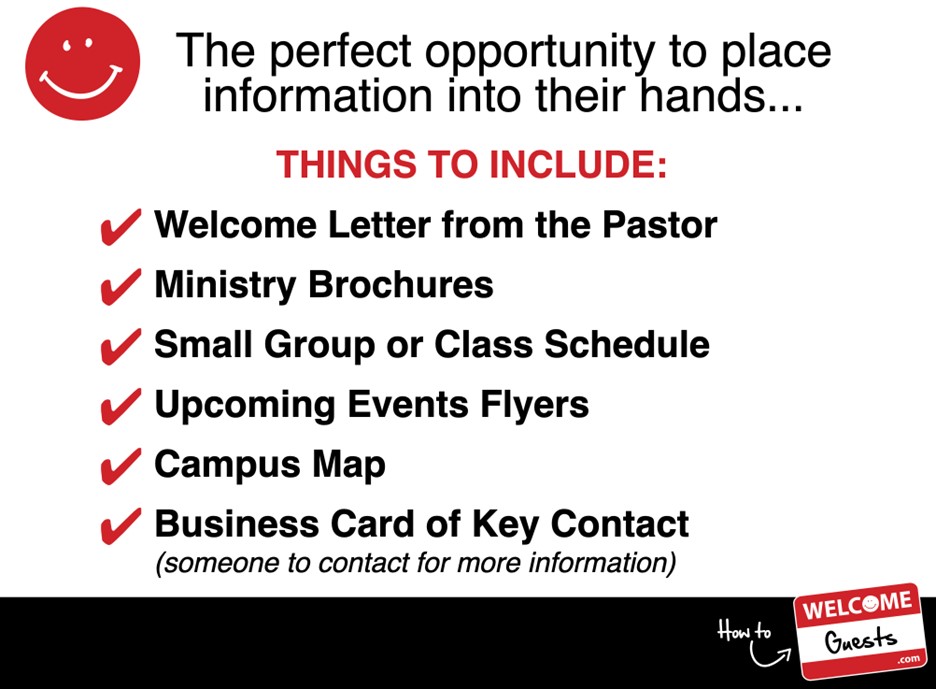 The perfect opportunity to place
information into their hands...
THINGS TO INCLUDE:
Welcome Letter from the Pastor
Ministry Brochures
Small Group or Class Schedule
Upcoming Events Flyers
Campus Map
Business Card of Key Contact
(someone to contact for more information)
How to
WELCOME
Guests
.com